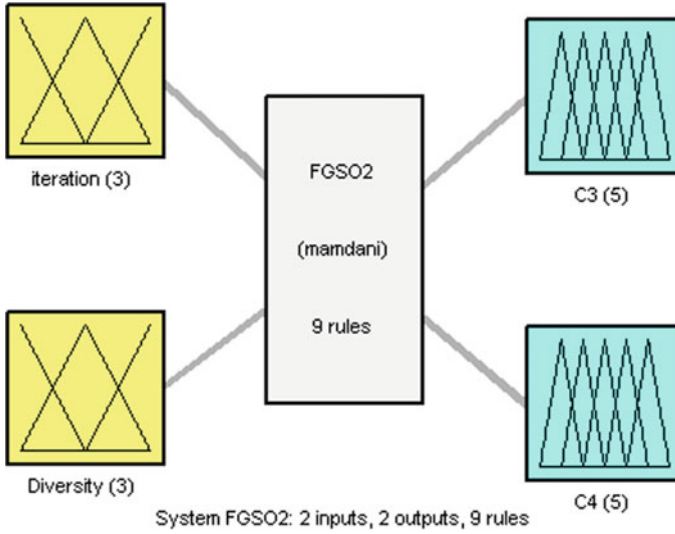 iteration (3)
Diversity (3)
FGSO2
(mamdani)
9 rules
C3 (5)
C4 (5)
System FGSO2: 2 inputs, 2 outputs, 9 rules